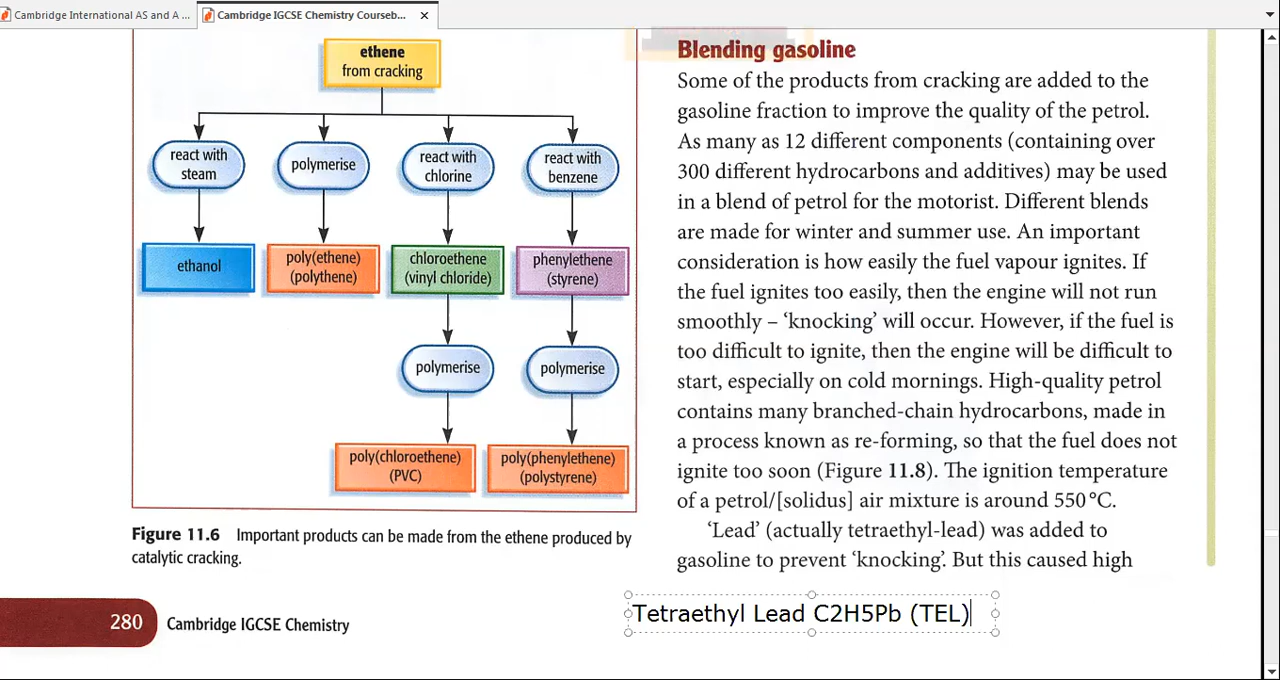 Cambridge International AS and A ...
Cambridge IGCSE Chemistry Courseb...
ethene
from cracking
react with
steam
polymerise
react with
chlorine
react with
benzene
ethanol
poly(ethene)
(polythene)
chloroethene
(vinyl chloride)
phenylethene
(styrene)
polymerise
polymerise
poly(chloroethene)
(PVC)
poly(phenylethene)
(polystyrene)
Figure 11.6 Important products can be made from the ethene produced by
catalytic cracking.
280 Cambridge IGCSE Chemistry
Blending gasoline
Some of the products from cracking are added to the
gasoline fraction to improve the quality of the petrol.
As many as 12 different components (containing over
300 different hydrocarbons and additives) may be used
in a blend of petrol for the motorist. Different blends
are made for winter and summer use. An important
consideration is how easily the fuel vapour ignites. If
the fuel ignites too easily, then the engine will not run
smoothly – ‘knocking’ will occur. However, if the fuel is
too difficult to ignite, then the engine will be difficult to
start, especially on cold mornings. High-quality petrol
contains many branched-chain hydrocarbons, made in
a process known as re-forming, so that the fuel does not
ignite too soon (Figure 11.8). The ignition temperature
of a petrol/[solidus] air mixture is around 550 °C.
‘Lead’ (actually tetraethyl-lead) was added to
gasoline to prevent ‘knocking’. But this caused high
Tetraethyl Lead C2H5Pb (TEL)